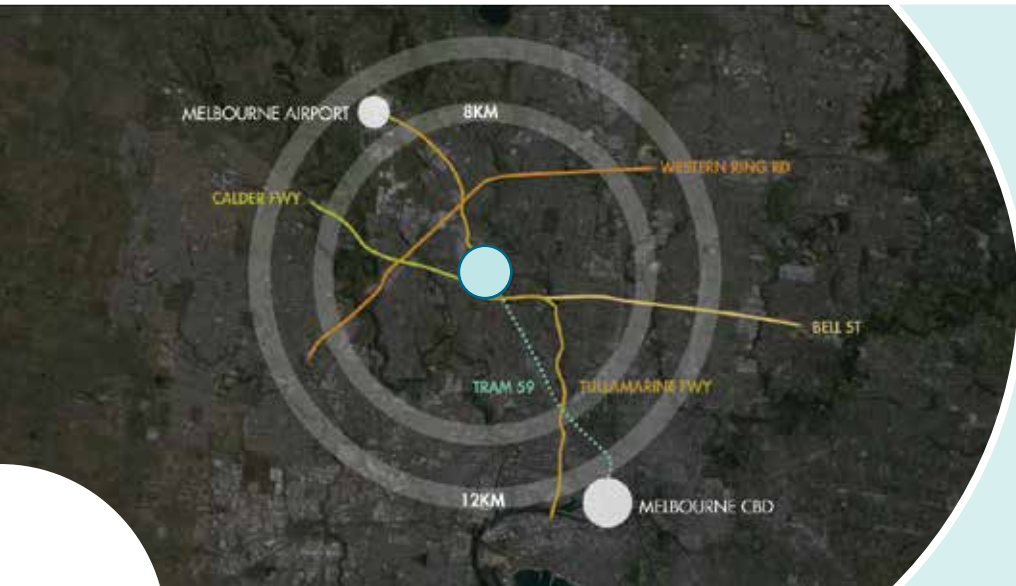 MELBOURNE AIRPORT
8KM
WESTERN RING RD
CALDER FWY
BELL ST
TRAM 59
TULLAMARINE FWY
12KM
MELBOURNE CBD